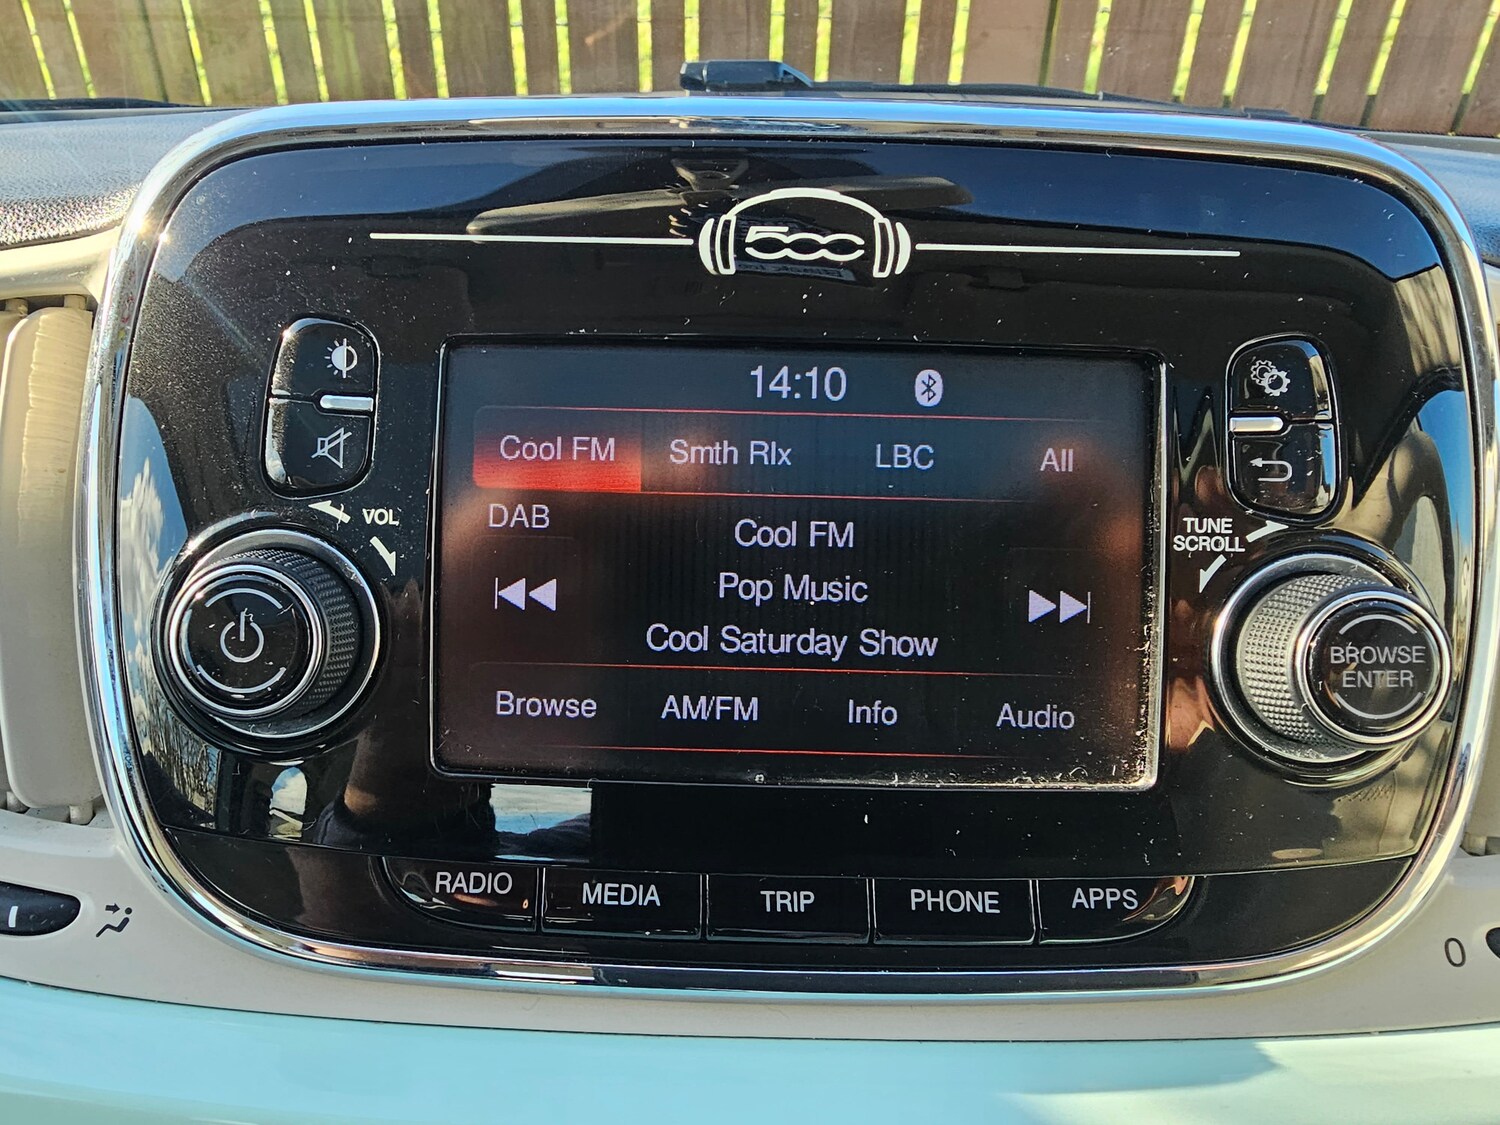 500
14:10
Cool FM Smth Rlx LBC All
DAB
Cool FM
Pop Music
Cool Saturday Show
Browse AM/FM Info Audio
VOL
TUNE
SCROLL
BROWSE
ENTER
RADIO MEDIA TRIP PHONE APPS
0